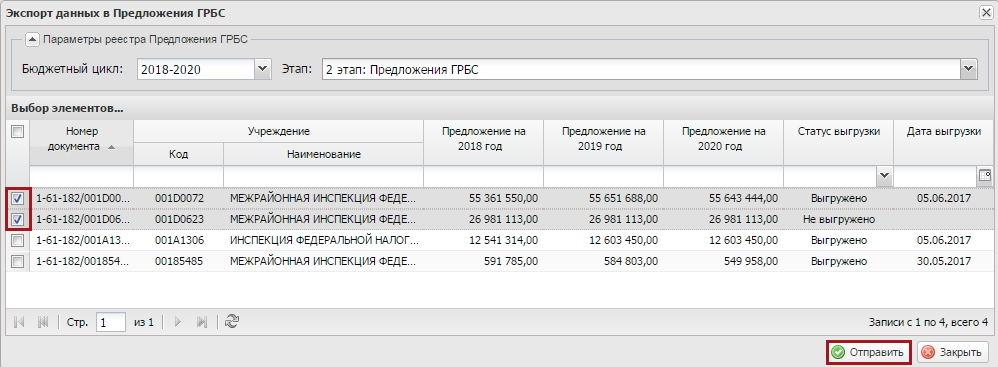 Экспорт данных в Предложения ГРБС
Параметры реестра Предложения ГРБС
Бюджетный цикл: 2018-2020 Этап: 2 этап: Предложения ГРБС
Выбор элементов...
Номер документа Учреждение Предложение на 2018 год Предложение на 2019 год Предложение на 2020 год Статус выгрузки Дата выгрузки
Код Наименование
1-61-182/001D00... 001D0072 МЕЖРАЙОННАЯ ИНСПЕКЦИЯ ФЕДЕ... 55 361 550,00 55 651 688,00 55 643 444,00 Выгружено 05.06.2017
1-61-182/001D06... 001D0623 МЕЖРАЙОННАЯ ИНСПЕКЦИЯ ФЕДЕ... 26 981 113,00 26 981 113,00 26 981 113,00 Не выгружено
1-61-182/001A13... 001A1306 ИНСПЕКЦИЯ ФЕДЕРАЛЬНОЙ НАЛОГ... 12 541 314,00 12 603 450,00 12 603 450,00 Выгружено 05.06.2017
1-61-182/001854... 00185485 МЕЖРАЙОННАЯ ИНСПЕКЦИЯ ФЕДЕ... 591 785,00 584 803,00 549 958,00 Выгружено 30.05.2017
Стр. 1 из 1 Записи с 1 по 4, всего 4
Отправить Закрыть